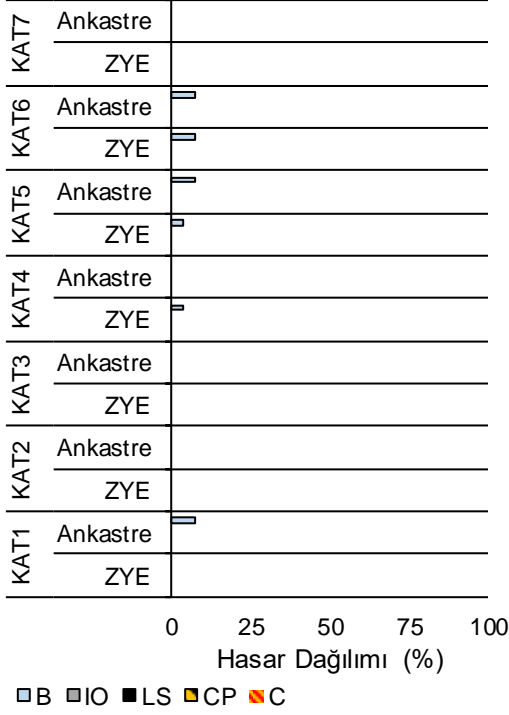 KAT7
Ankastre
ZYE
KAT6
Ankastre
ZYE
KAT5
Ankastre
ZYE
KAT4
Ankastre
ZYE
KAT3
Ankastre
ZYE
KAT2
Ankastre
ZYE
KAT1
Ankastre
ZYE
0 25 50 75 100
Hasar Dağılımı (%)
B IO LS CP C